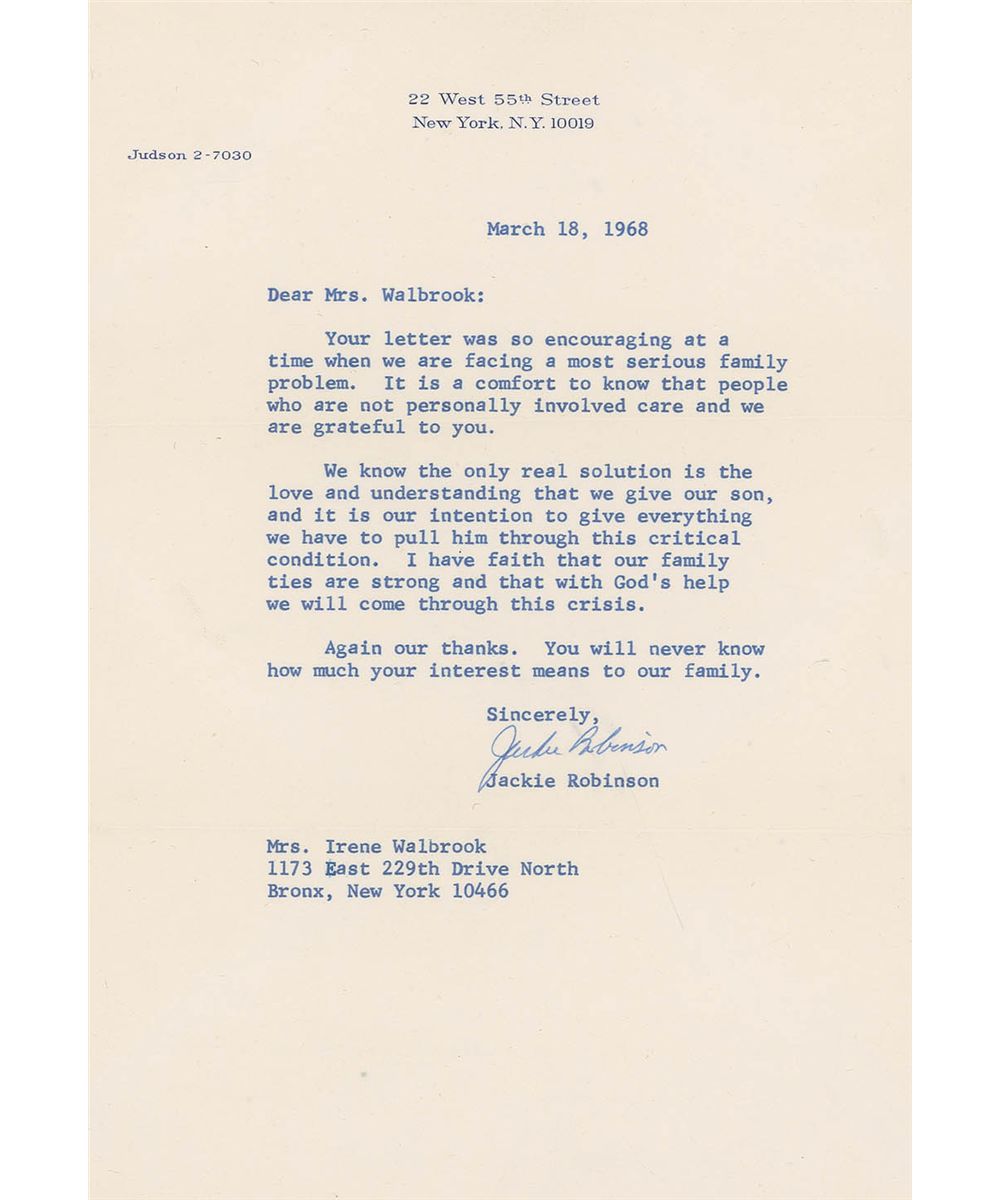 22 West 55th Street
New York, N.Y. 10019
Judson 2-7030
March 18, 1968
Dear Mrs. Walbrook:
Your letter was so encouraging at a
time when we are facing a most serious family
problem. It is a comfort to know that people
who are not personally involved care and we
are grateful to you.
We know the only real solution is the
love and understanding that we give our son,
and it is our intention to give everything
we have to pull him through this critical
condition. I have faith that our family
ties are strong and that with God's help
we will come through this crisis.
Again our thanks. You will never know
how much your interest means to our family.
Sincerely,
Jackie Robinson
Jackie Robinson
Mrs. Irene Walbrook
1173 East 229th Drive North
Bronx, New York 10466